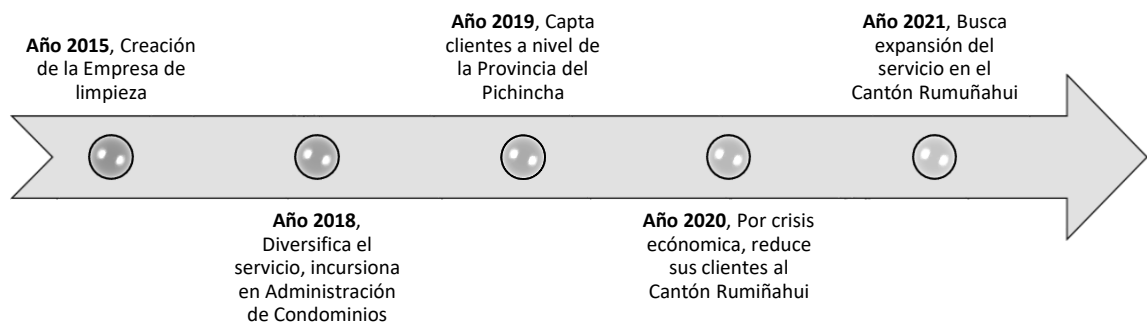 Año 2015, Creación
de la Empresa de
limpieza
Año 2018,
Diversifica el
servicio, incursiona
en Administración
de Condominios
Año 2019, Capta
clientes a nivel de
la Provincia del
Pichincha
Año 2020, Por crisis
ecónomica, reduce
sus clientes al
Cantón Rumiñahui
Año 2021, Busca
expansión del
servicio en el
Cantón Rumuñahui